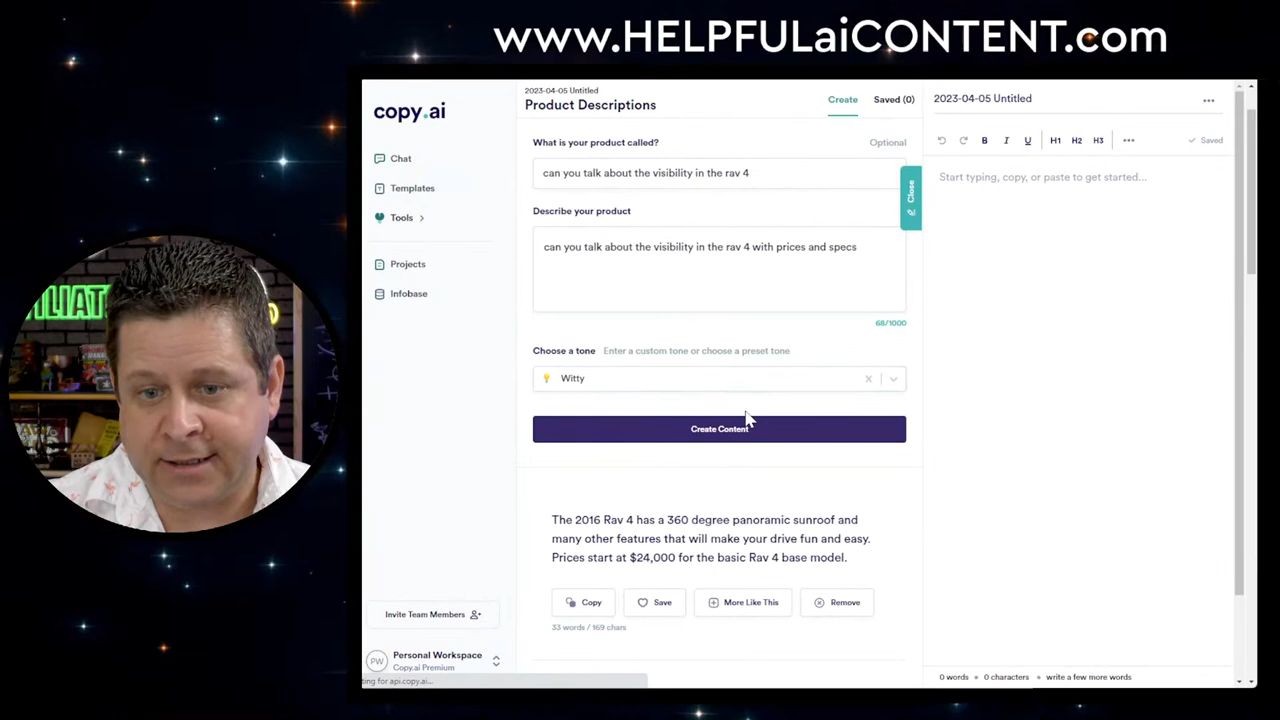 www.HELPFULaiCONTENT.com
copy.ai
Chat
Templates
Tools
Projects
Infobase
Invite Team Members
PW
Personal Workspace
Copy.ai Premium
ting for api.copy.ai...
2023-04-05 Untitled
Product Descriptions
Create
Saved (0)
What is your product called?
Optional
can you talk about the visibility in the rav 4
Describe your product
can you talk about the visibility in the rav 4 with prices and specs
68/1000
Choose a tone
Enter a custom tone or choose a preset tone
Witty
Create Content
The 2016 Rav 4 has a 360 degree panoramic sunroof and
many other features that will make your drive fun and easy.
Prices start at $24,000 for the basic Rav 4 base model.
Copy
Save
More Like This
Remove
33 words / 169 chars
Close
2023-04-05 Untitled
B I U H1 H2 H3
Saved
Start typing, copy, or paste to get started...
0 words
0 characters
write a few more words